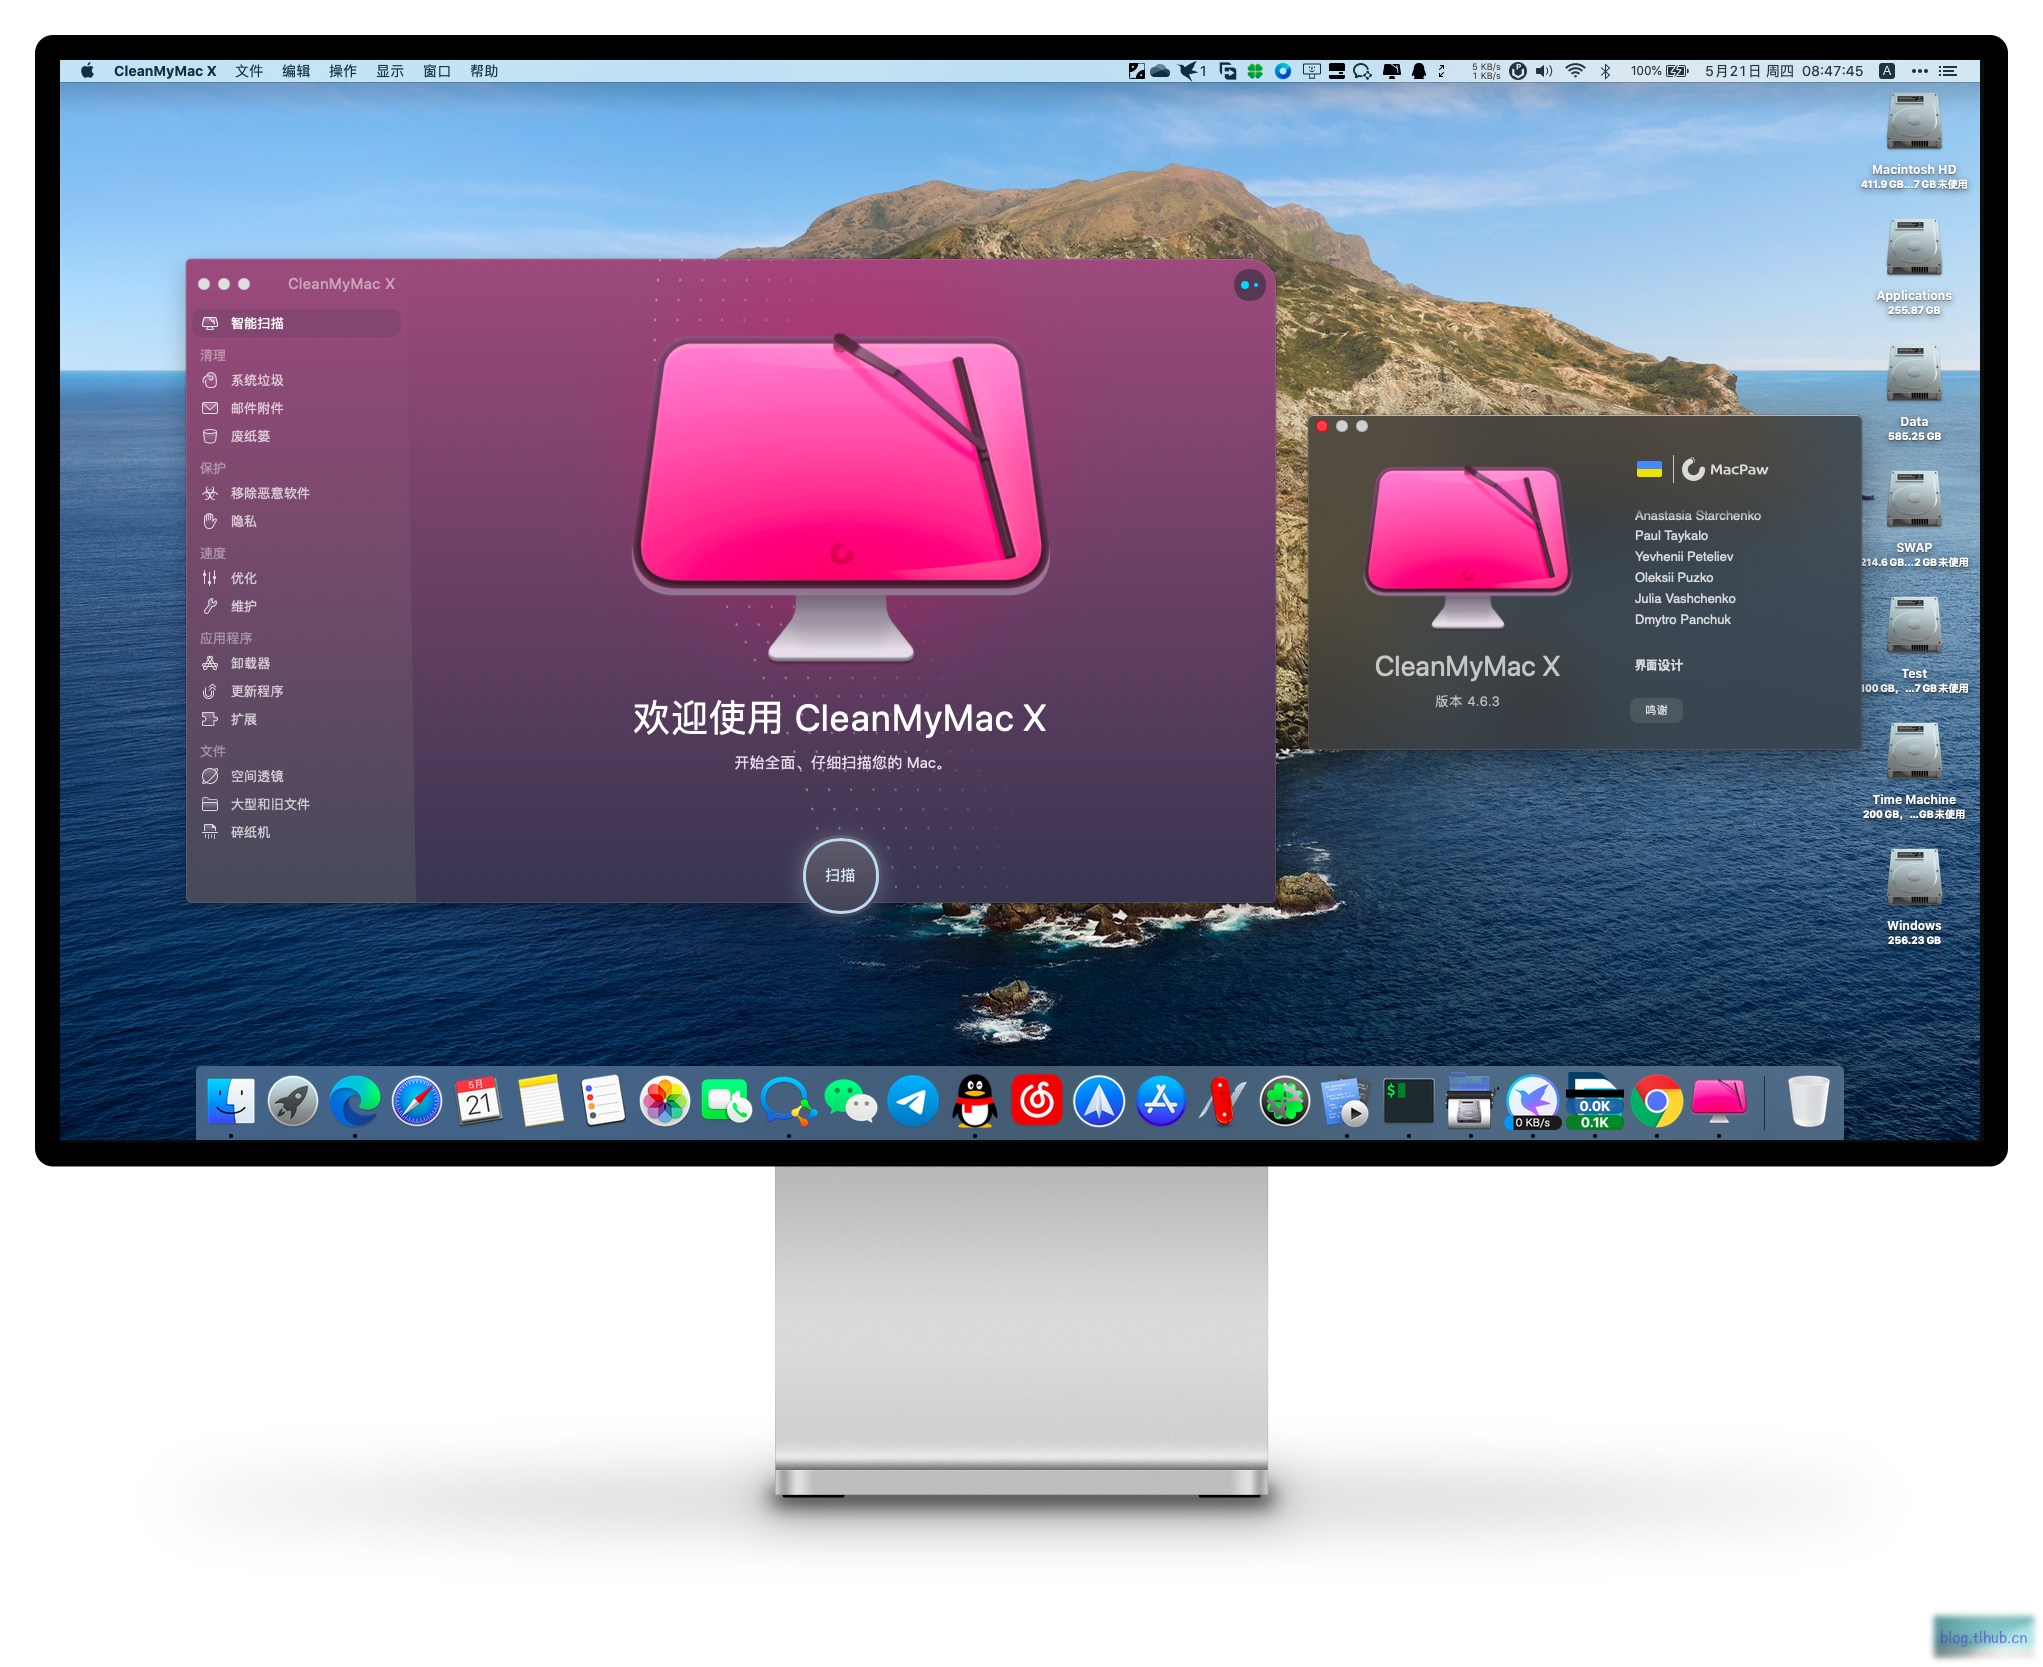 CleanMyMac X 文件 编辑 操作 显示 窗口 帮助
1
5 KB/s
1 KB/s
100%
5月21日 周四 08:47:45
A
Macintosh HD
411.9 GB...7 GB未使用
Applications
255.87 GB
Data
585.25 GB
SWAP
214.6 GB...2 GB未使用
Test
100 GB, ...7 GB未使用
Time Machine
200 GB, ...GB未使用
Windows
256.23 GB
CleanMyMac X
智能扫描
清理
系统垃圾
邮件附件
废纸篓
保护
移除恶意软件
隐私
速度
优化
维护
应用程序
卸载器
更新程序
扩展
文件
空间透镜
大型和旧文件
碎纸机
欢迎使用 CleanMyMac X
开始全面、仔细扫描您的 Mac。
扫描
CleanMyMac X
版本 4.6.3
MacPaw
Anastasia Starchenko
Paul Taykalo
Yevhenii Peteliev
Oleksii Puzko
Julia Vashchenko
Dmytro Panchuk
界面设计
鸣谢
5月
21
$
0 KB/s
0.0K
0.1K
blog.tlhub.cn